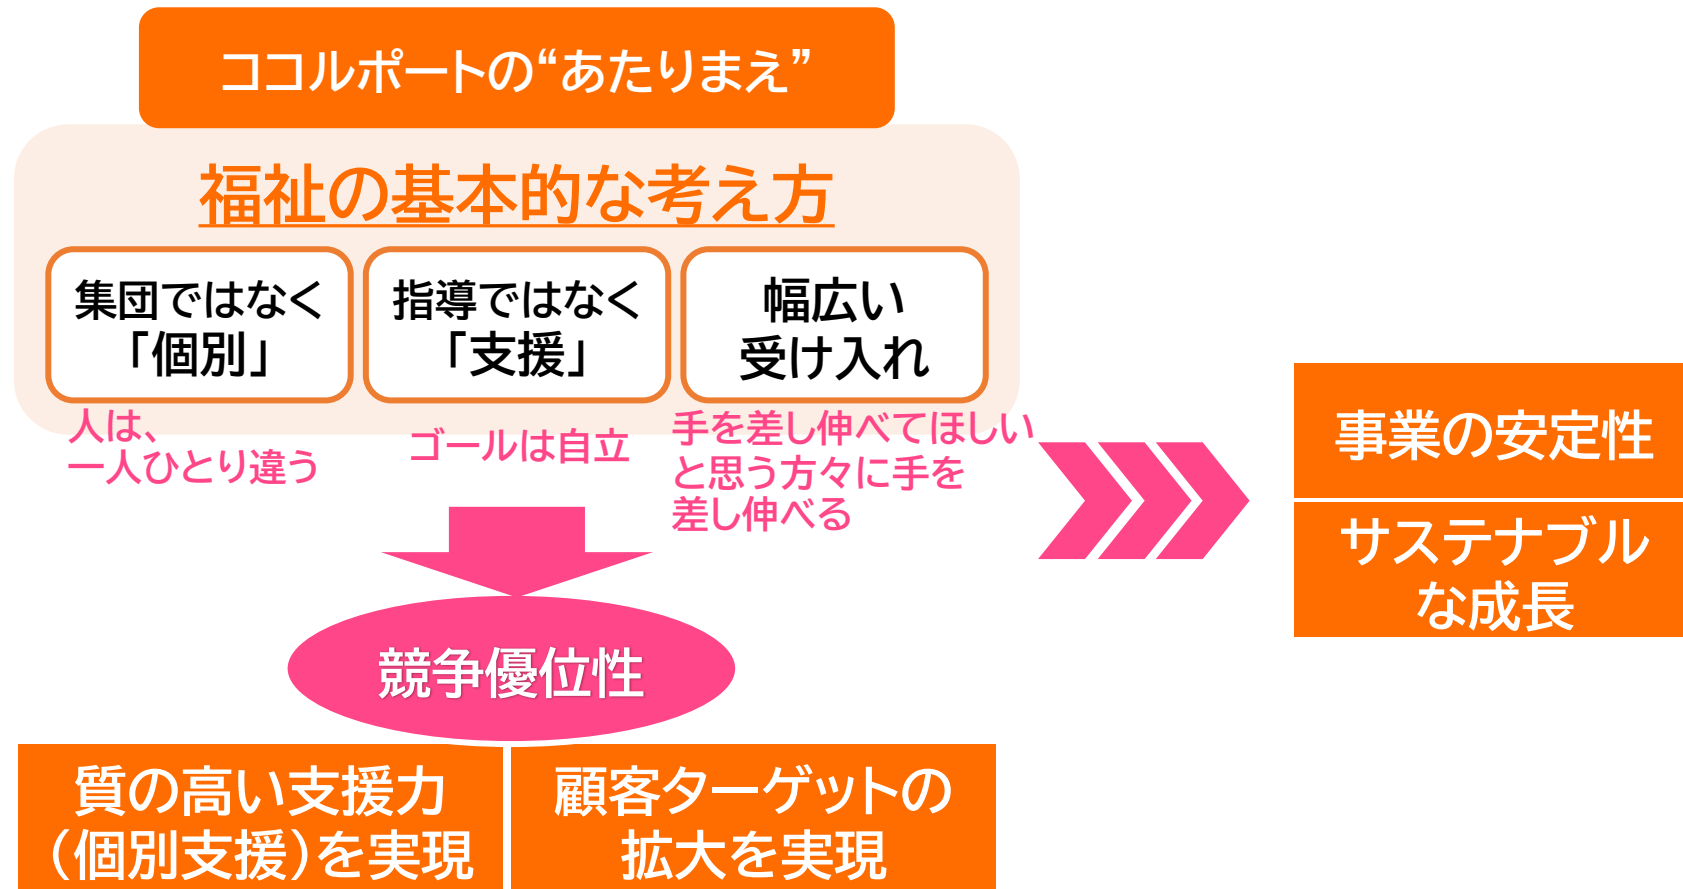 ココルポートの“あたりまえ”
福祉の基本的な考え方
集団ではなく
「個別」
指導ではなく
「支援」
幅広い
受け入れ
人は、
一人ひとり違う
ゴールは自立
手を差し伸べてほしい
と思う方々に手を
差し伸べる
競争優位性
質の高い支援力
（個別支援）を実現
顧客ターゲットの
拡大を実現
事業の安定性
サステナブル
な成長